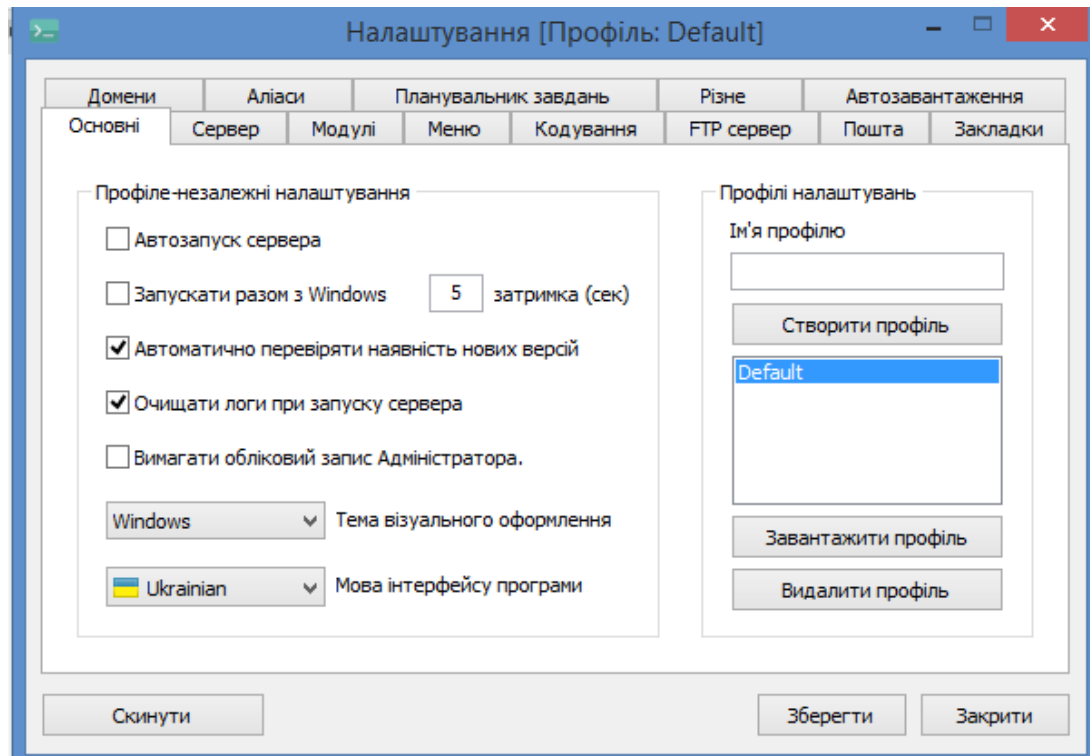 Налаштування [Профіль: Default]
Домени Аліаси Планувальник завдань Різне Автозавантаження
Основні Сервер Модулі Меню Кодування FTP сервер Пошта Закладки
Профіле-незалежні налаштування
Автозапуск сервера
Запускати разом з Windows 5 затримка (сек)
Автоматично перевіряти наявність нових версій
Очищати логи при запуску сервера
Вимагати обліковий запис Адміністратора.
Windows Тема візуального оформлення
Ukrainian Мова інтерфейсу програми
Профілі налаштувань
Ім'я профілю
Створити профіль
Default
Завантажити профіль
Видалити профіль
Скинути Зберегти Закрити